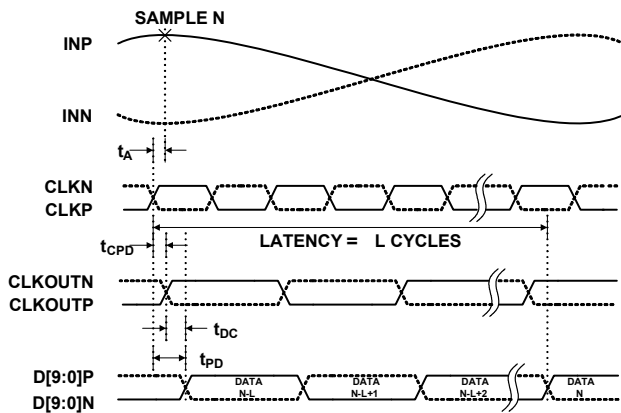 SAMPLE N
INP
INN
tA
CLKN
CLKP
LATENCY = L CYCLES
tCPD
CLKOUTN
CLKOUTP
tDC
tPD
D[9:0]P
D[9:0]N
DATA
N-L
DATA
N-L+1
DATA
N-L+2
DATA
N